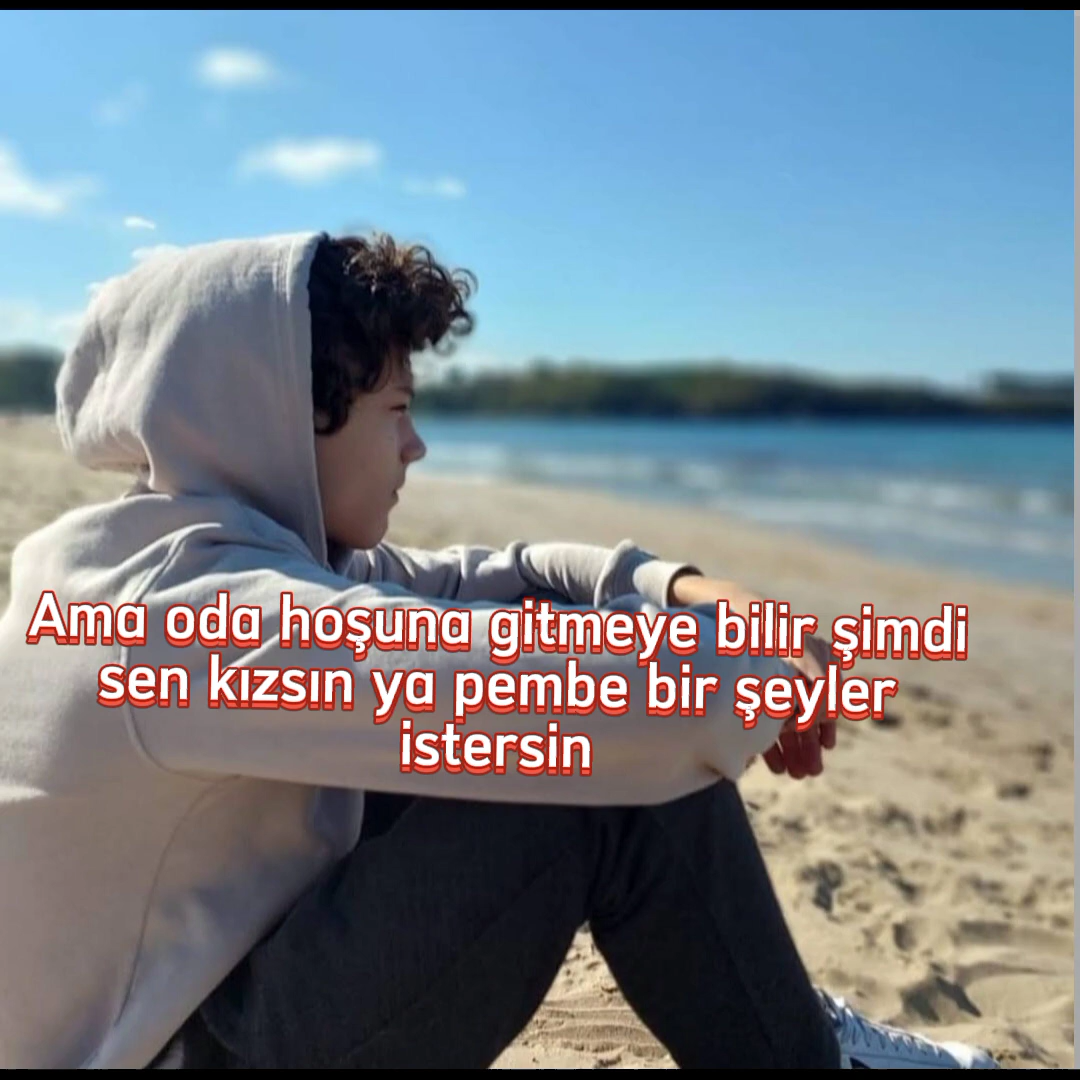 Ama oda hoşuna gitmeye bilir şimdi
sen kızsın ya pembe bir şeyler
istersin